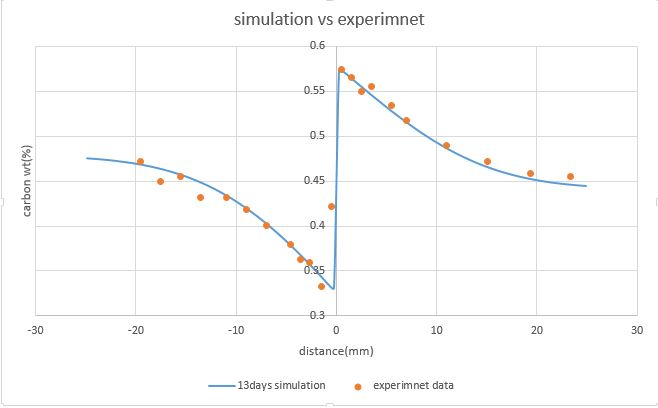 simulation vs experimnet
0.6
0.55
0.5
0.45
0.4
0.35
0.3
carbon wt(%)
-30 -20 -10 0 10 20 30
distance(mm)
13days simulation experimnet data